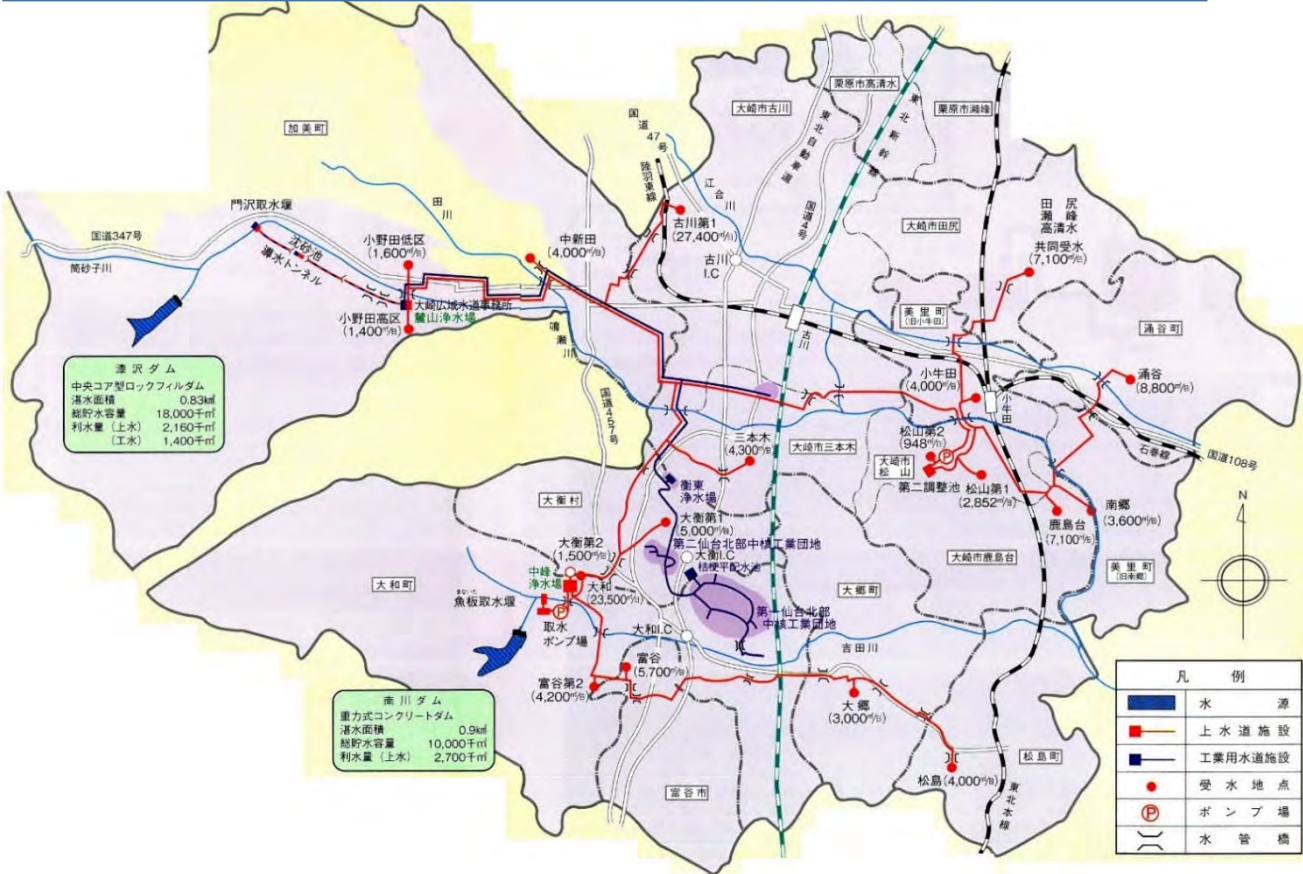 加美町
国道347号
筒砂子川
門沢取水堰
沈砂池
導水トンネル
小野田低区
(1,600㎥/日)
小野田高区
(1,400㎥/日)
大崎広域水道事務所
麓山浄水場
田川
中新田
(4,000㎥/日)
鳴瀬川
国道47号
陸羽東線
古川第1
(27,400㎥/日)
江合川
古川
I.C
東北自動車道
国道4号
東北新幹線
大崎市古川
栗原市高清水
栗原市瀬峰
大崎市田尻
田尻
瀬峰
高清水
共同受水
(7,100㎥/日)
古川
美里町
(旧小牛田)
涌谷町
涌谷
(8,800㎥/日)
小牛田
(4,000㎥/日)
小牛田
石巻線
国道108号
漆沢ダム
中央コア型ロックフィルダム
湛水面積 0.83k㎡
総貯水容量 18,000千㎥
利水量(上水) 2,160千㎥
(工水) 1,400千㎥
国道457号
三本木
(4,300㎥/日)
大崎市三本木
松山第2
(948㎥/日)
P
大崎市
松山
第二調整池
松山第1
(2,852㎥/日)
鹿島台
(7,100㎥/日)
南郷
(3,600㎥/日)
大崎市鹿島台
美里町
(旧南郷)
大衡村
衡東
浄水場
大衡第1
(5,000㎥/日)
大衡第2
(1,500㎥/日)
第二仙台北部中核工業団地
大衡I.C
桔梗平配水池
大和町
中峰
浄水場
大和
(23,500㎥/日)
まないた
魚板取水堰
P
取水
ポンプ場
第一仙台北部
中核工業団地
大和I.C
大郷町
吉田川
富谷
(5,700㎥/日)
富谷第2
(4,200㎥/日)
大郷
(3,000㎥/日)
松島(4,000㎥/日)
松島町
東北本線
富谷市
南川ダム
重力式コンクリートダム
湛水面積 0.9k㎡
総貯水容量 10,000千㎥
利水量(上水) 2,700千㎥
N
凡例
水源
上水道施設
工業用水道施設
受水地点
P ポンプ場
水管橋